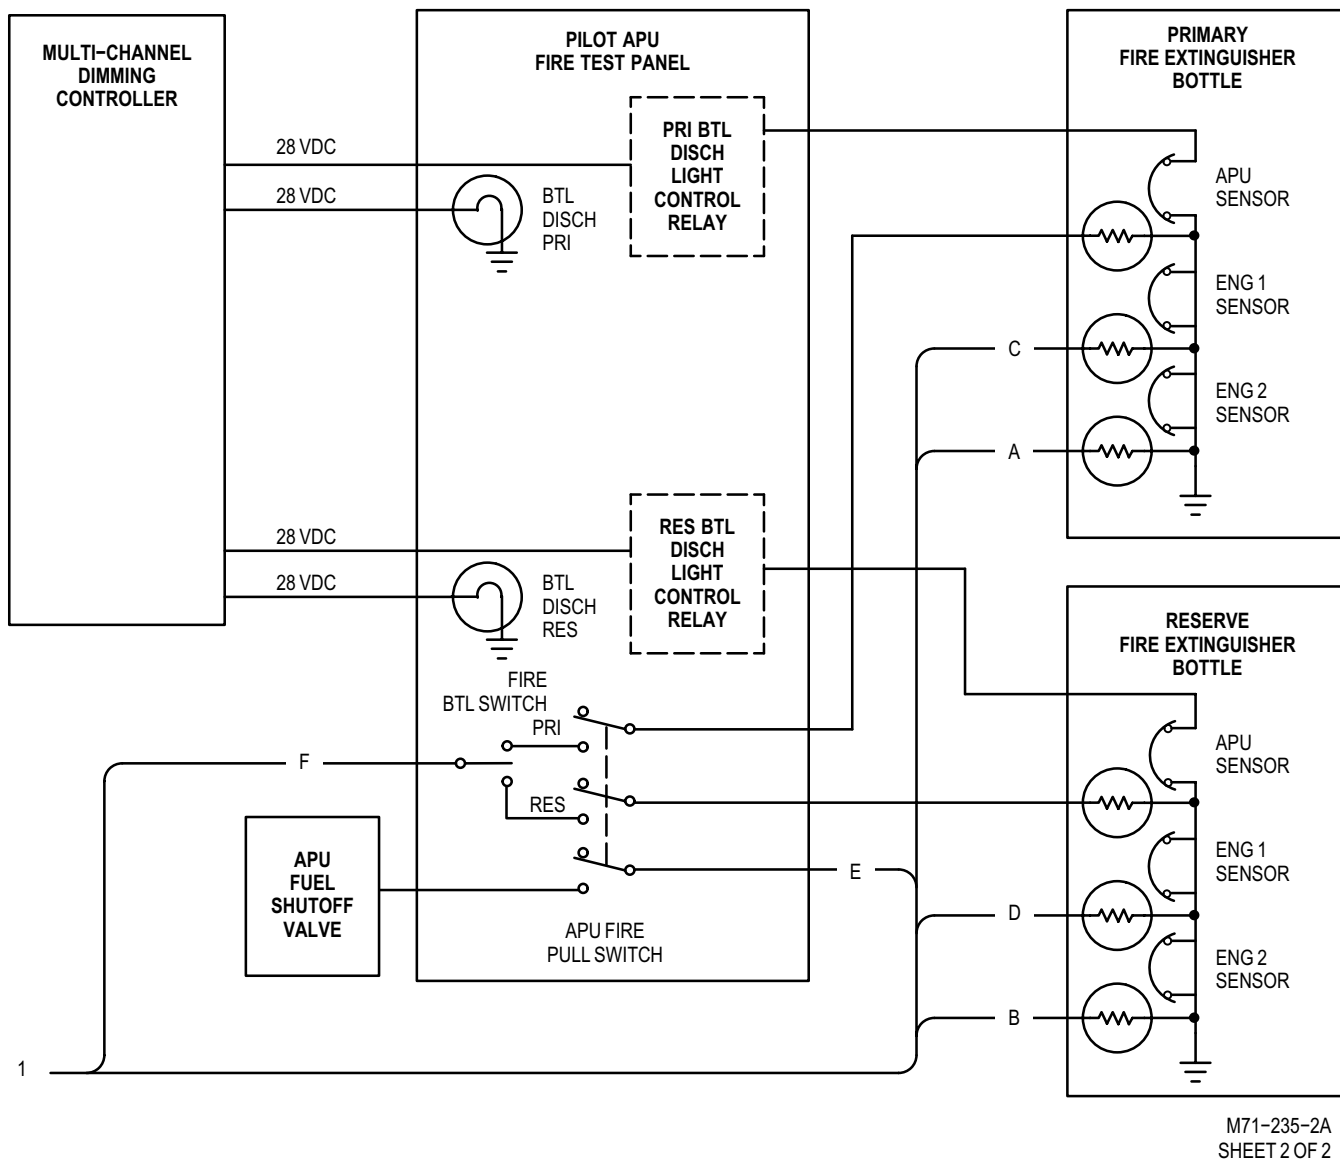 MULTI−CHANNEL
DIMMING
CONTROLLER
PILOT APU
FIRE TEST PANEL
PRIMARY
FIRE EXTINGUISHER
BOTTLE
28 VDC
28 VDC
BTL
DISCH
PRI
PRI BTL
DISCH
LIGHT
CONTROL
RELAY
APU
SENSOR
ENG 1
SENSOR
C
ENG 2
SENSOR
A
28 VDC
28 VDC
BTL
DISCH
RES
RES BTL
DISCH
LIGHT
CONTROL
RELAY
RESERVE
FIRE EXTINGUISHER
BOTTLE
FIRE
BTL SWITCH
PRI
F
RES
APU
SENSOR
APU
FUEL
SHUTOFF
VALVE
E
ENG 1
SENSOR
D
APU FIRE
PULL SWITCH
ENG 2
SENSOR
B
1
M71−235−2A
SHEET 2 OF 2